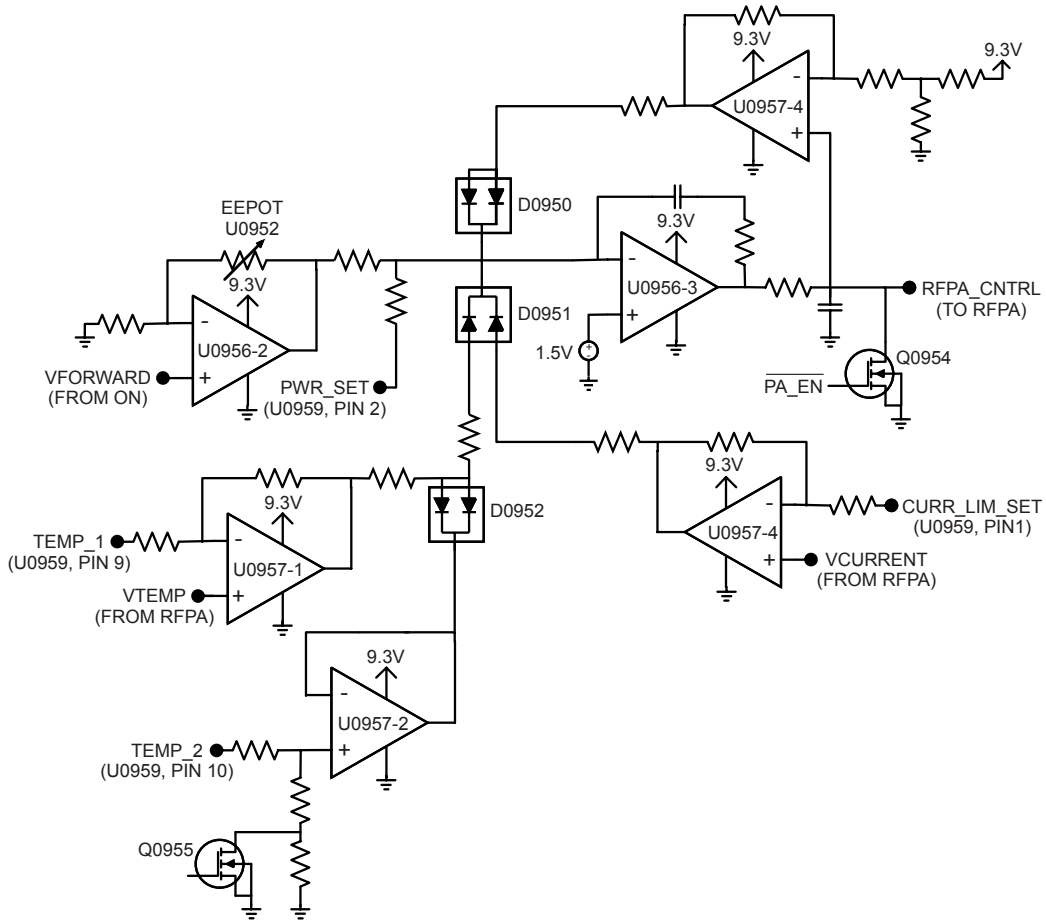 9.3V
9.3V
-
U0957-4
+
D0950
EEPOT
U0952
9.3V
-
U0956-3
+
9.3V
-
U0956-2
+
D0951
RFPA_CNTRL
(TO RFPA)
1.5V
+
-
Q0954
VFORWARD
(FROM ON)
PWR_SET
(U0959, PIN 2)
PA_EN
9.3V
9.3V
D0952
-
U0957-4
+
CURR_LIM_SET
(U0959, PIN1)
TEMP_1
(U0959, PIN 9)
-
U0957-1
+
VCURRENT
(FROM RFPA)
VTEMP
(FROM RFPA)
9.3V
-
U0957-2
+
TEMP_2
(U0959, PIN 10)
Q0955